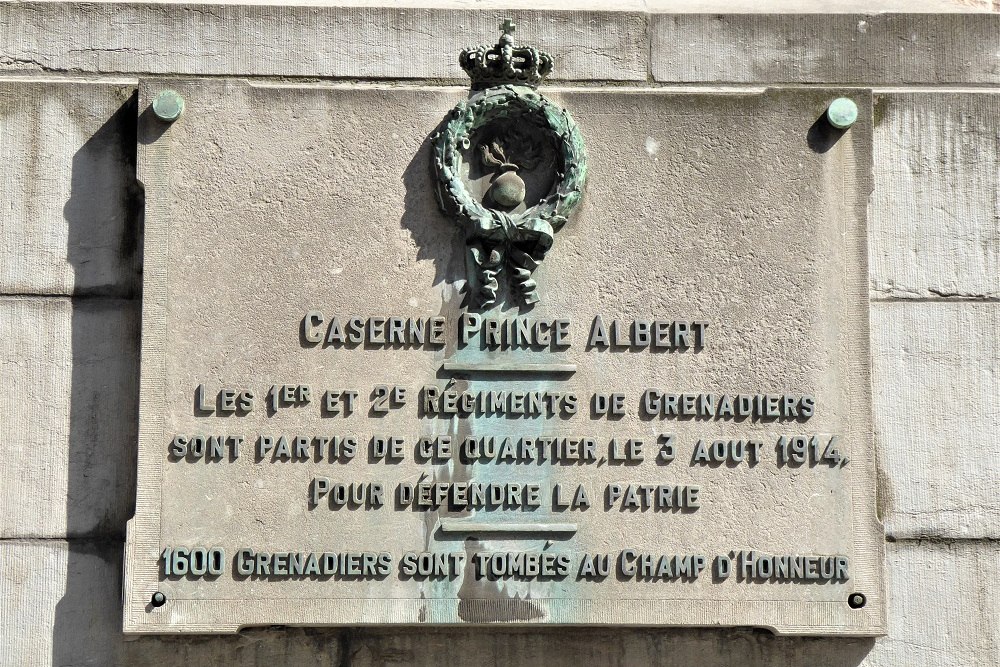 CASERNE PRINCE ALBERT
LES 1ER ET 2E RÉGIMENTS DE GRENADIERS
SONT PARTIS DE CE QUARTIER, LE 3 AOUT 1914,
POUR DÉFENDRE LA PATRIE
1600 GRENADIERS SONT TOMBÉS AU CHAMP D'HONNEUR